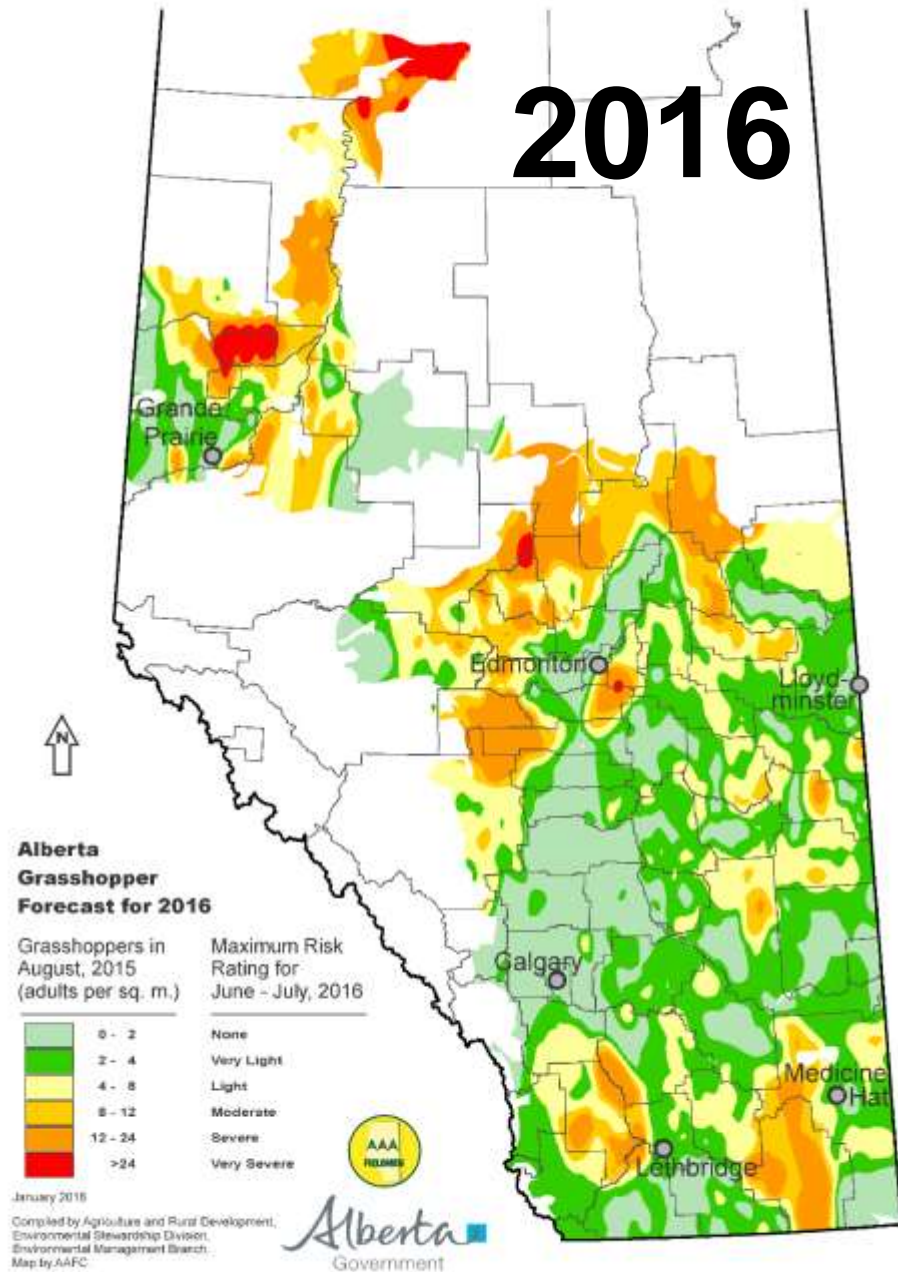 2016
Grande
Prairie
Edmonton
Lloyd-
minster
N
Alberta
Grasshopper
Forecast for 2016
Grasshoppers in
August, 2015
(adults per sq. m.)
Maximum Risk
Rating for
June - July, 2016
0 - 2 None
2 - 4 Very Light
4 - 8 Light
8 - 12 Moderate
12 - 24 Severe
>24 Very Severe
Calgary
Medicine
Hat
Lethbridge
AAA
FIELDMEN
January 2016
Compiled by Agriculture and Rural Development,
Environmental Stewardship Division,
Environmental Management Branch.
Map by AAFC
Alberta
Government